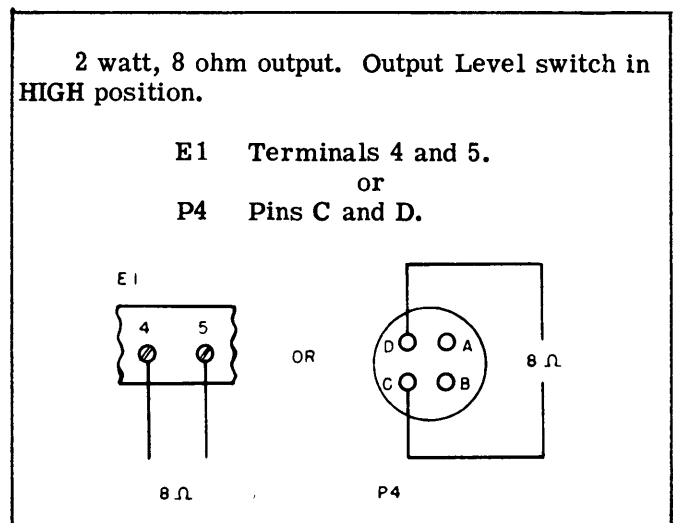 2 watt, 8 ohm output. Output Level switch in
HIGH position.
E1 Terminals 4 and 5.
or
P4 Pins C and D.
E1
4 5
8 Ω
OR
D A
C B
8 Ω
P4